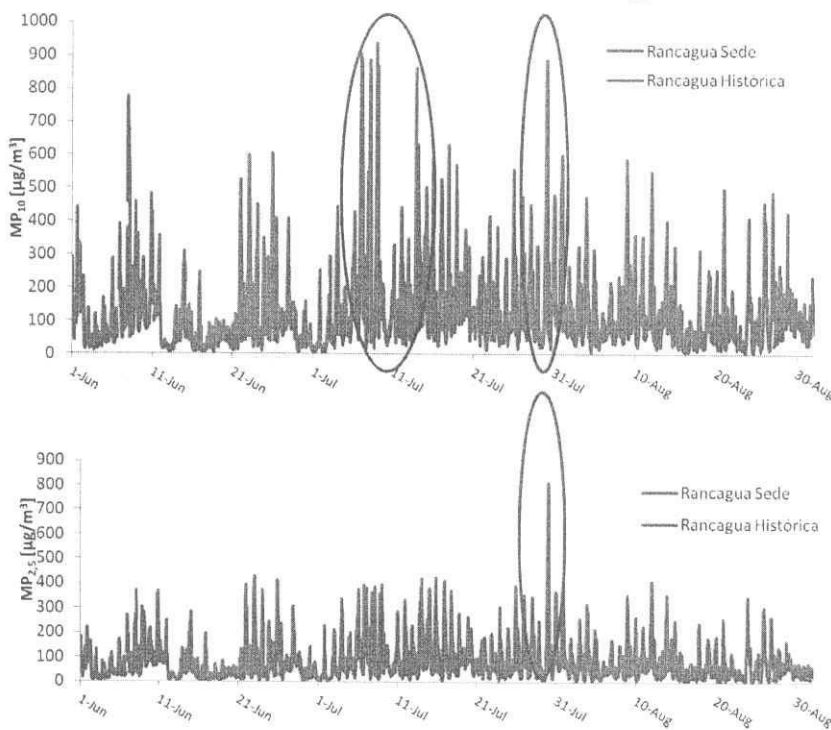 1000
900
800
700
600
500
400
300
200
100
0
MP10 [µg/m³]
Rancagua Sede
Rancagua Histórica
1-Jun
11-Jun
21-Jun
1-Jul
11-Jul
21-Jul
31-Jul
10-Aug
20-Aug
30-Aug
900
800
700
600
500
400
300
200
100
0
MP2,5 [µg/m³]
Rancagua Sede
Rancagua Histórica
1-Jun
11-Jun
21-Jun
1-Jul
11-Jul
21-Jul
31-Jul
10-Aug
20-Aug
30-Aug